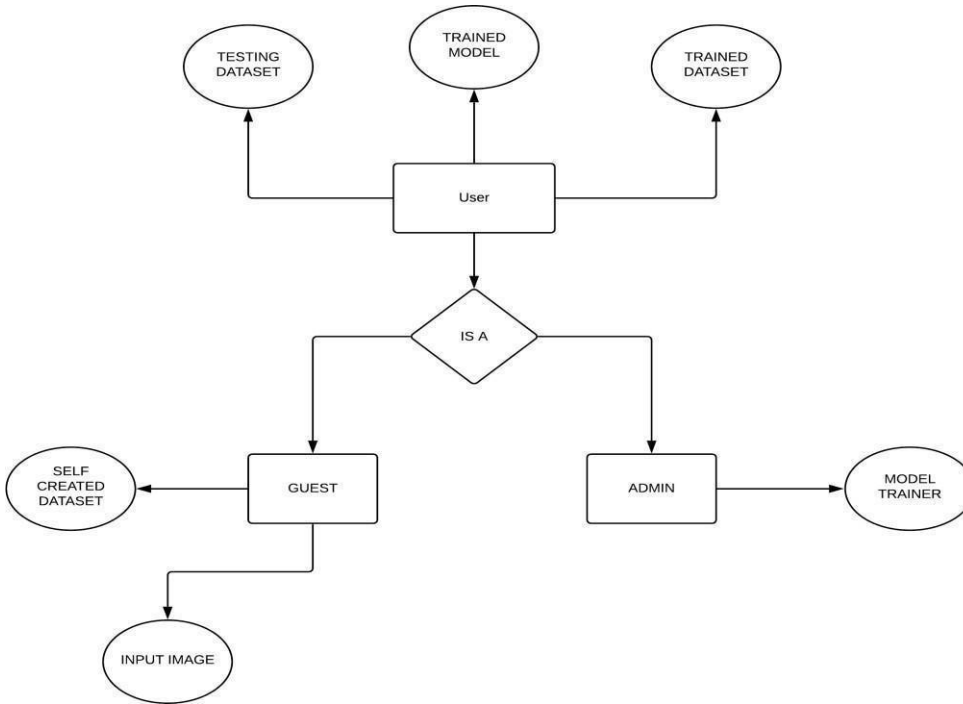 TESTING
DATASET
TRAINED
MODEL
TRAINED
DATASET
User
IS A
SELF
CREATED
DATASET
GUEST
ADMIN
MODEL
TRAINER
INPUT IMAGE